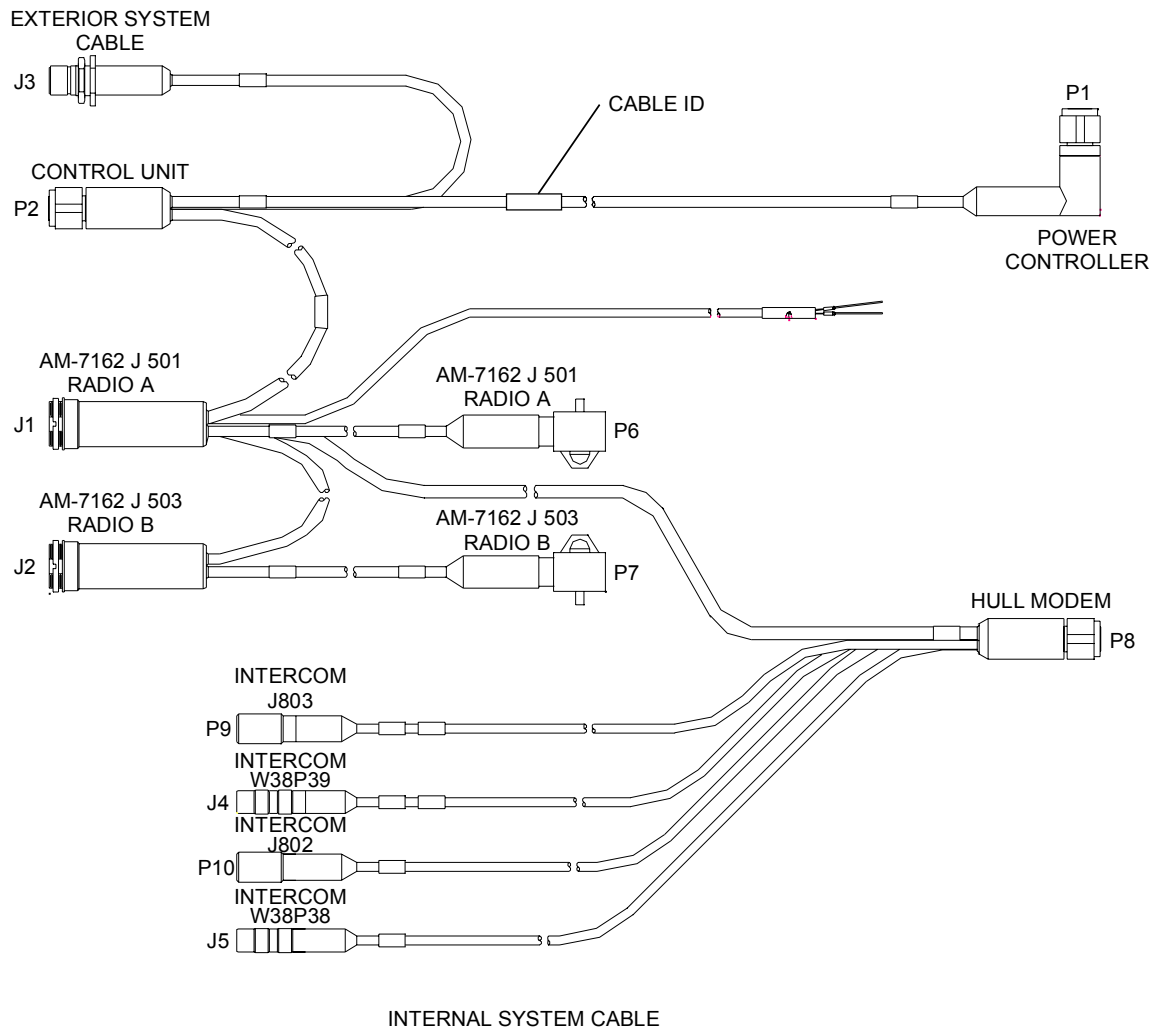 EXTERIOR SYSTEM
CABLE
J3
CABLE ID
P1
CONTROL UNIT
P2
POWER
CONTROLLER
AM-7162 J 501
RADIO A
J1
AM-7162 J 501
RADIO A
P6
AM-7162 J 503
RADIO B
J2
AM-7162 J 503
RADIO B
P7
HULL MODEM
P8
INTERCOM
J803
P9
INTERCOM
W38P39
J4
INTERCOM
J802
P10
INTERCOM
W38P38
J5
INTERNAL SYSTEM CABLE